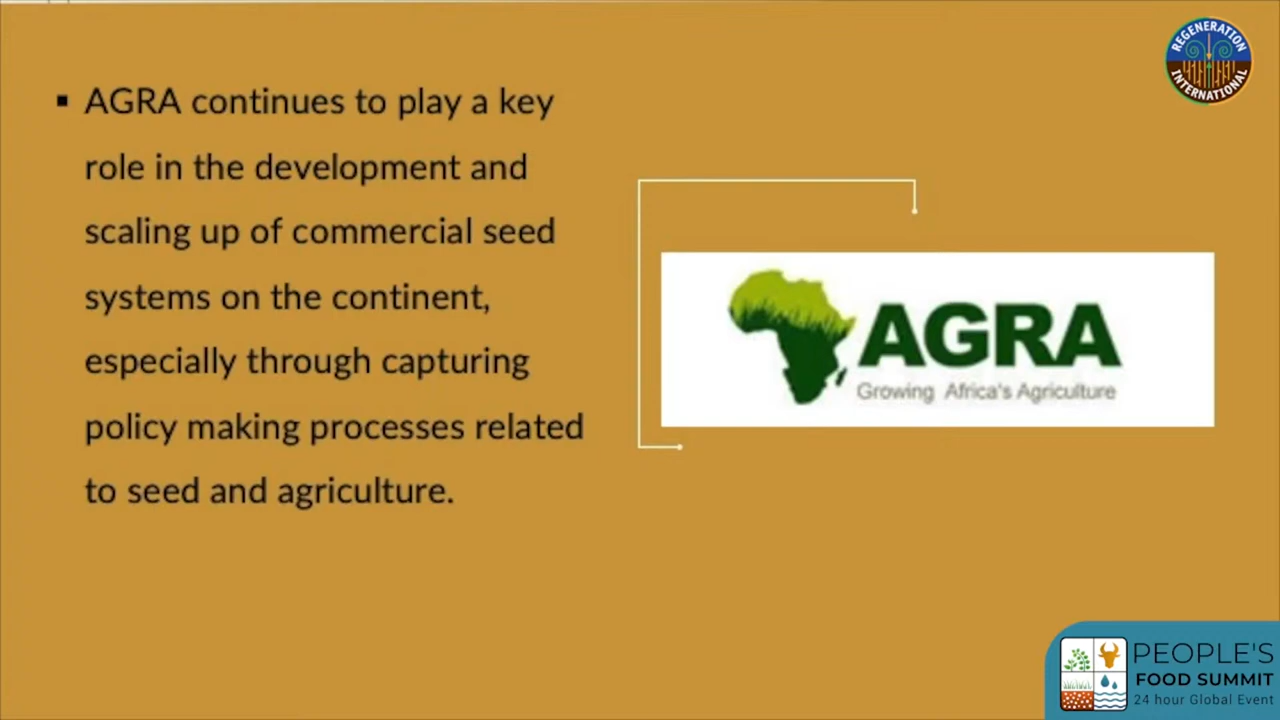 REGENERATION
INTERNATIONAL
▪ AGRA continues to play a key
role in the development and
scaling up of commercial seed
systems on the continent,
especially through capturing
policy making processes related
to seed and agriculture.
AGRA
Growing Africa's Agriculture
PEOPLE'S
FOOD SUMMIT
24 hour Global Event